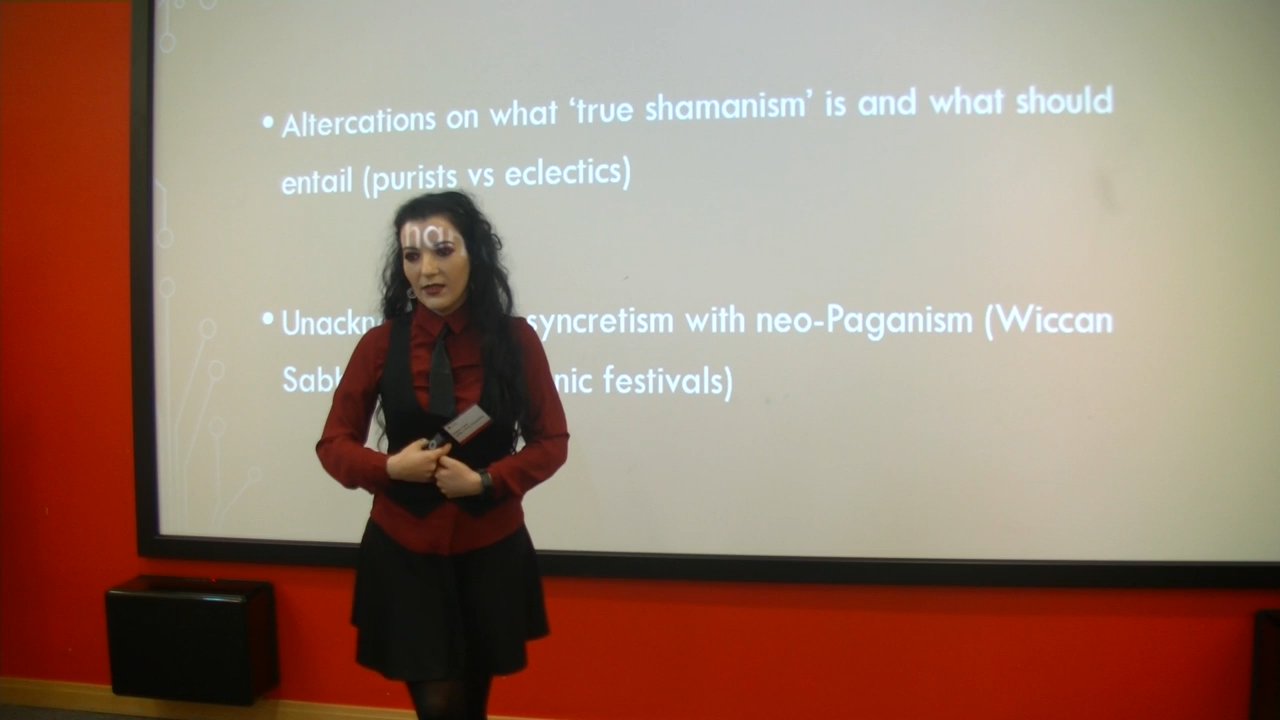 • Altercations on what ‘true shamanism’ is and what should
entail (purists vs eclectics)
ha
• Unackn syncretism with neo-Paganism (Wiccan
Sabb nic festivals)